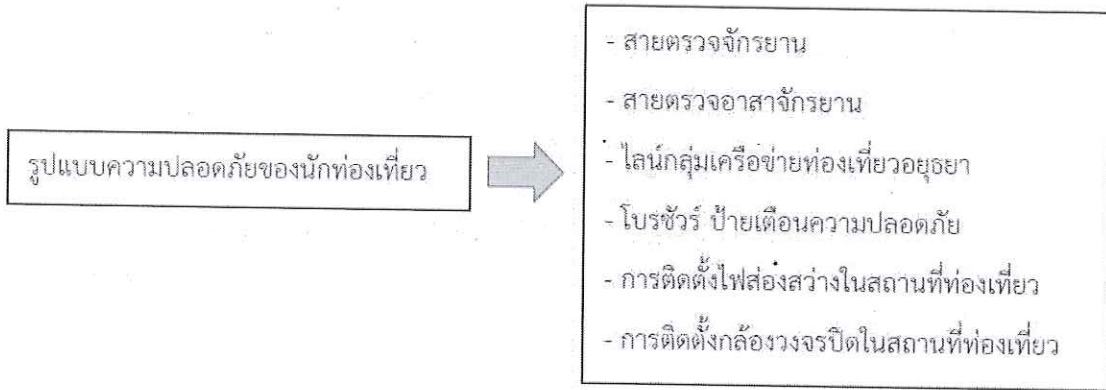 รูปแบบความปลอดภัยของนักท่องเที่ยว
- สายตรวจจักรยาน
- สายตรวจอาสาจักรยาน
- ไลน์กลุ่มเครือข่ายท่องเที่ยวอยุธยา
- โบรชัวร์ ป้ายเตือนความปลอดภัย
- การติดตั้งไฟส่องสว่างในสถานที่ท่องเที่ยว
- การติดตั้งกล้องวงจรปิดในสถานที่ท่องเที่ยว